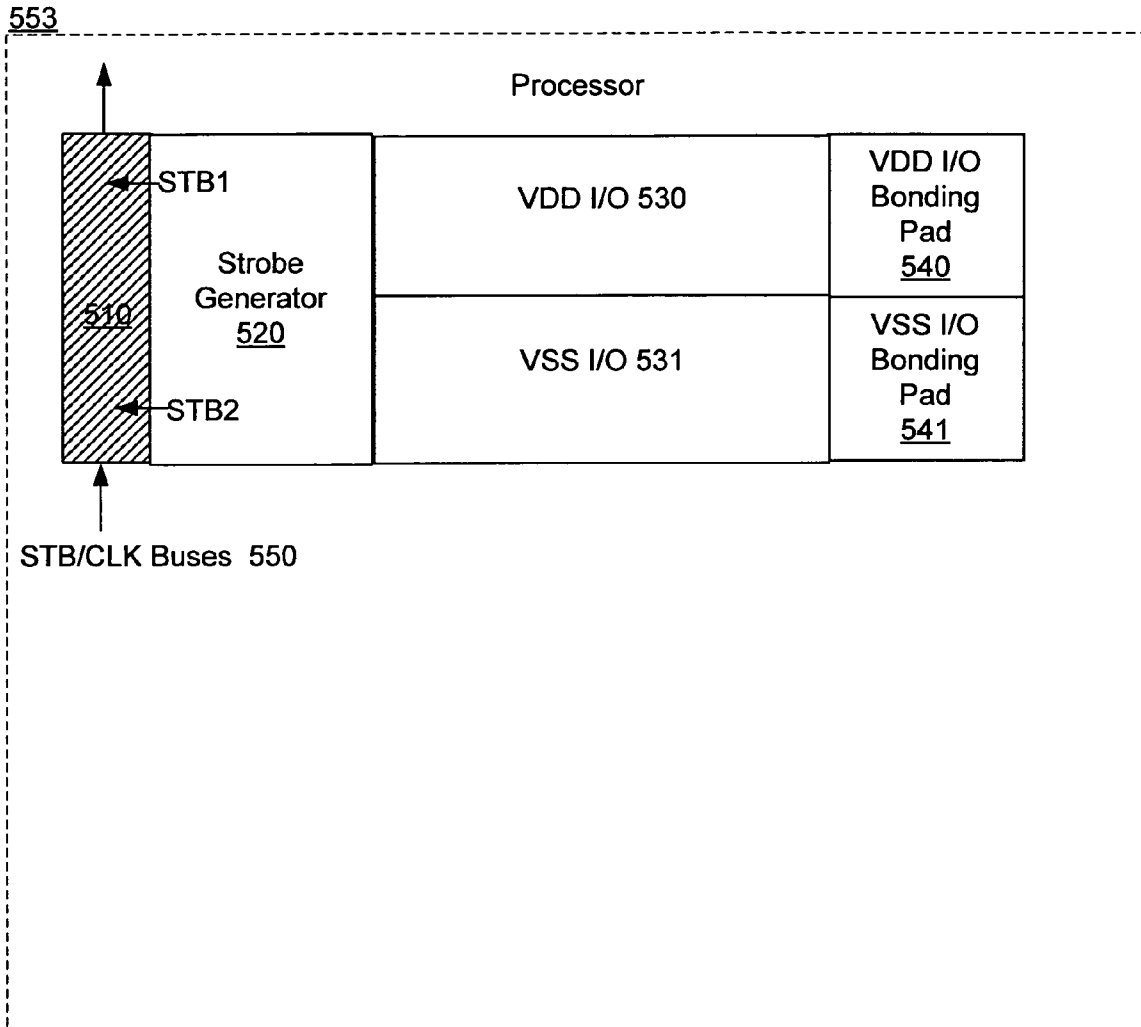 553
Processor
STB1
510
STB2
Strobe
Generator
520
VDD I/O 530
VSS I/O 531
VDD I/O
Bonding
Pad
540
VSS I/O
Bonding
Pad
541
STB/CLK Buses 550